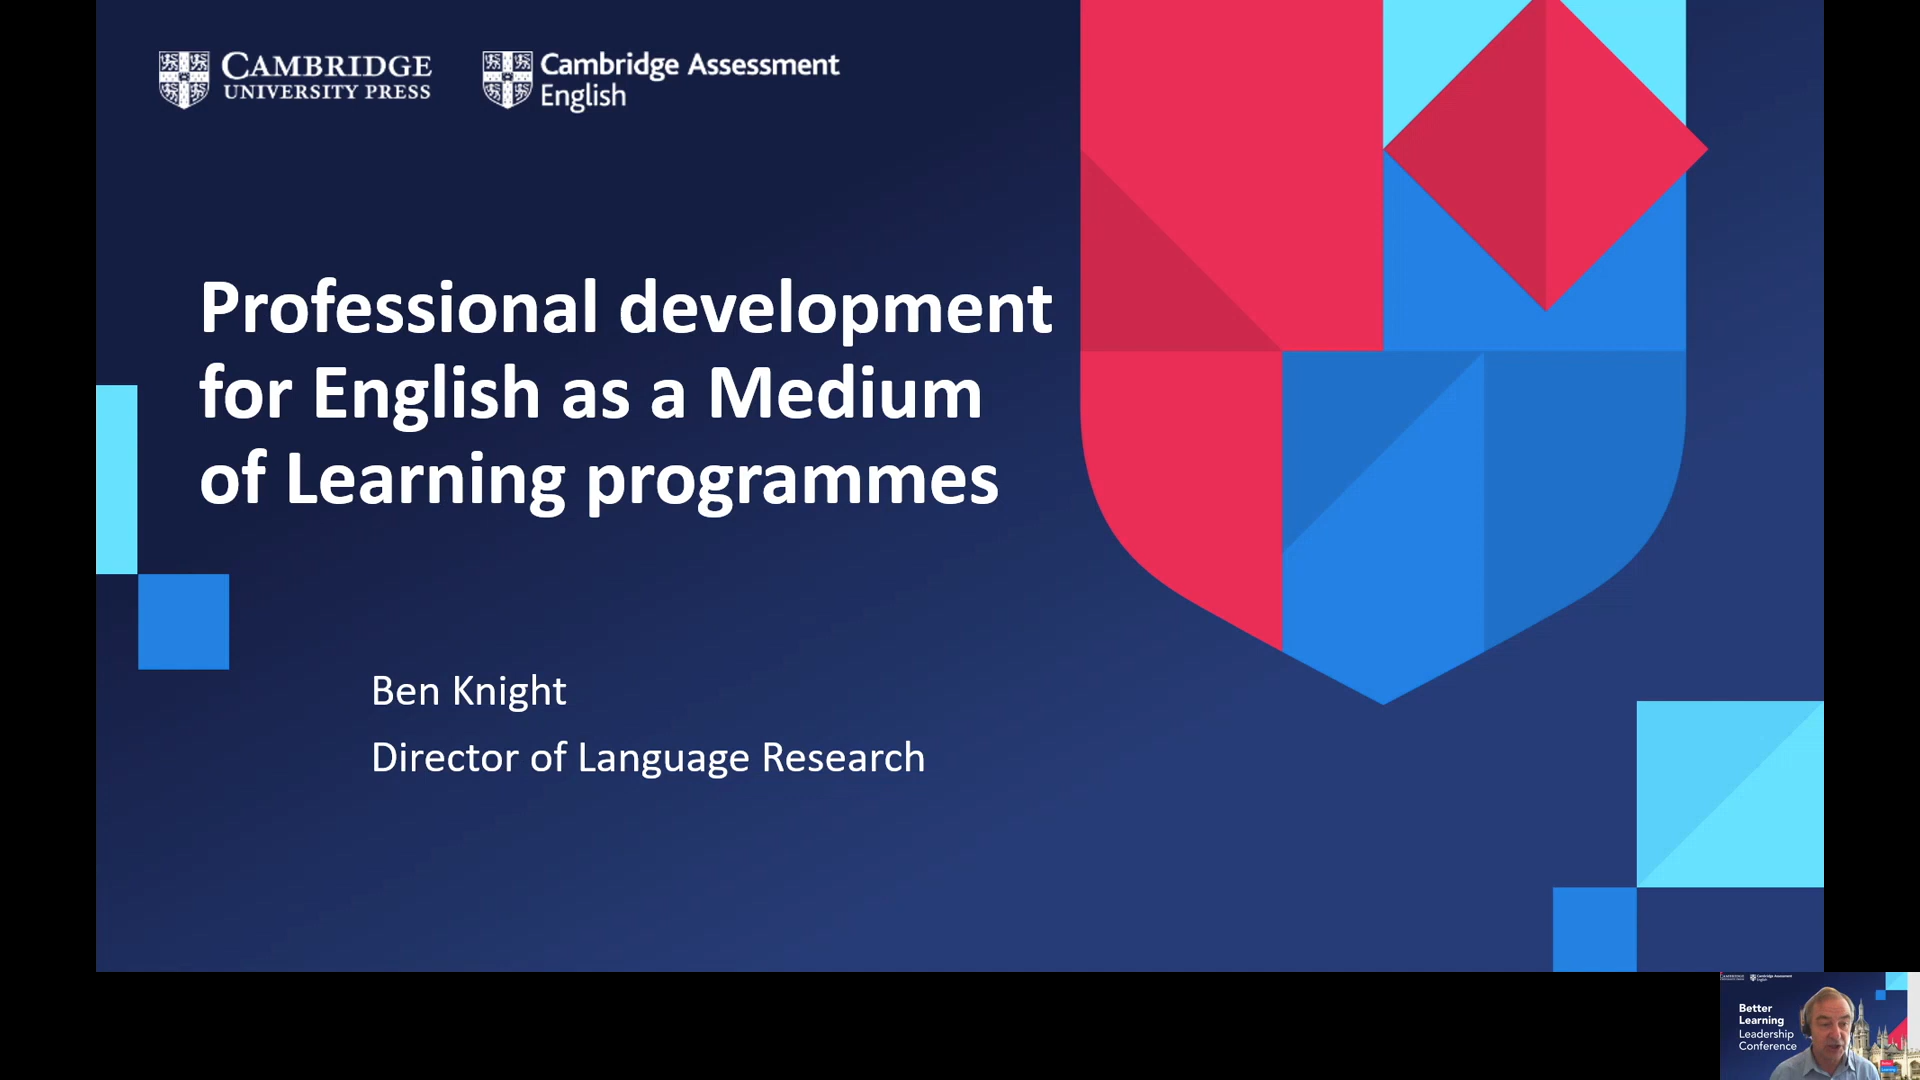 CAMBRIDGE
UNIVERSITY PRESS
Cambridge Assessment
English
Professional development
for English as a Medium
of Learning programmes
Ben Knight
Director of Language Research
Better
Learning
Leadership
Conference